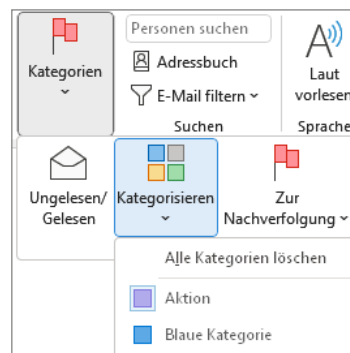 Personen suchen
Kategorien
Adressbuch
E-Mail filtern
Suchen
Laut
vorlesen
Sprache
Ungelesen/
Gelesen
Kategorisieren
Zur
Nachverfolgung
Alle Kategorien löschen
Aktion
Blaue Kategorie